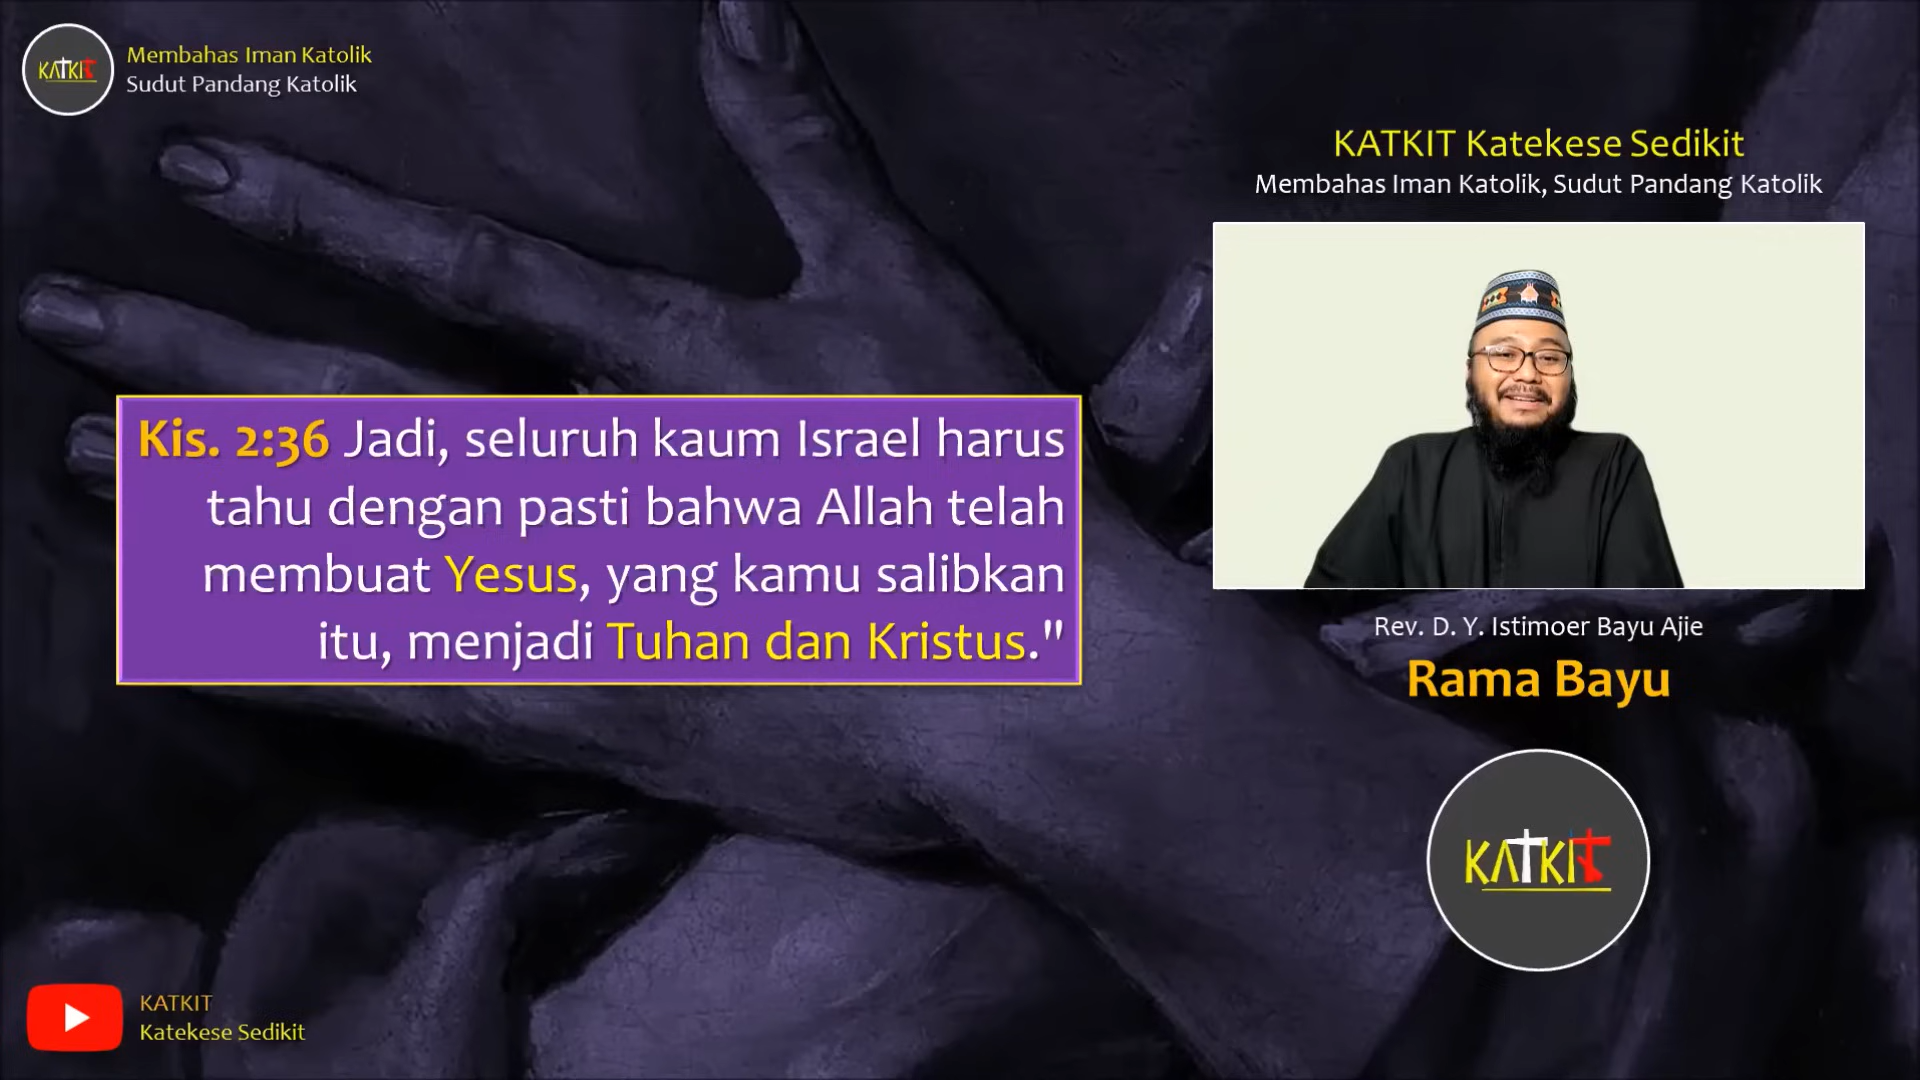 KATKIT
Membahas Iman Katolik
Sudut Pandang Katolik
KATKIT Katekese Sedikit
Membahas Iman Katolik, Sudut Pandang Katolik
Kis. 2:36 Jadi, seluruh kaum Israel harus
tahu dengan pasti bahwa Allah telah
membuat Yesus, yang kamu salibkan
itu, menjadi Tuhan dan Kristus."
Rev. D. Y. Istimoer Bayu Ajie
Rama Bayu
KATKIT
KATKIT
Katekese Sedikit